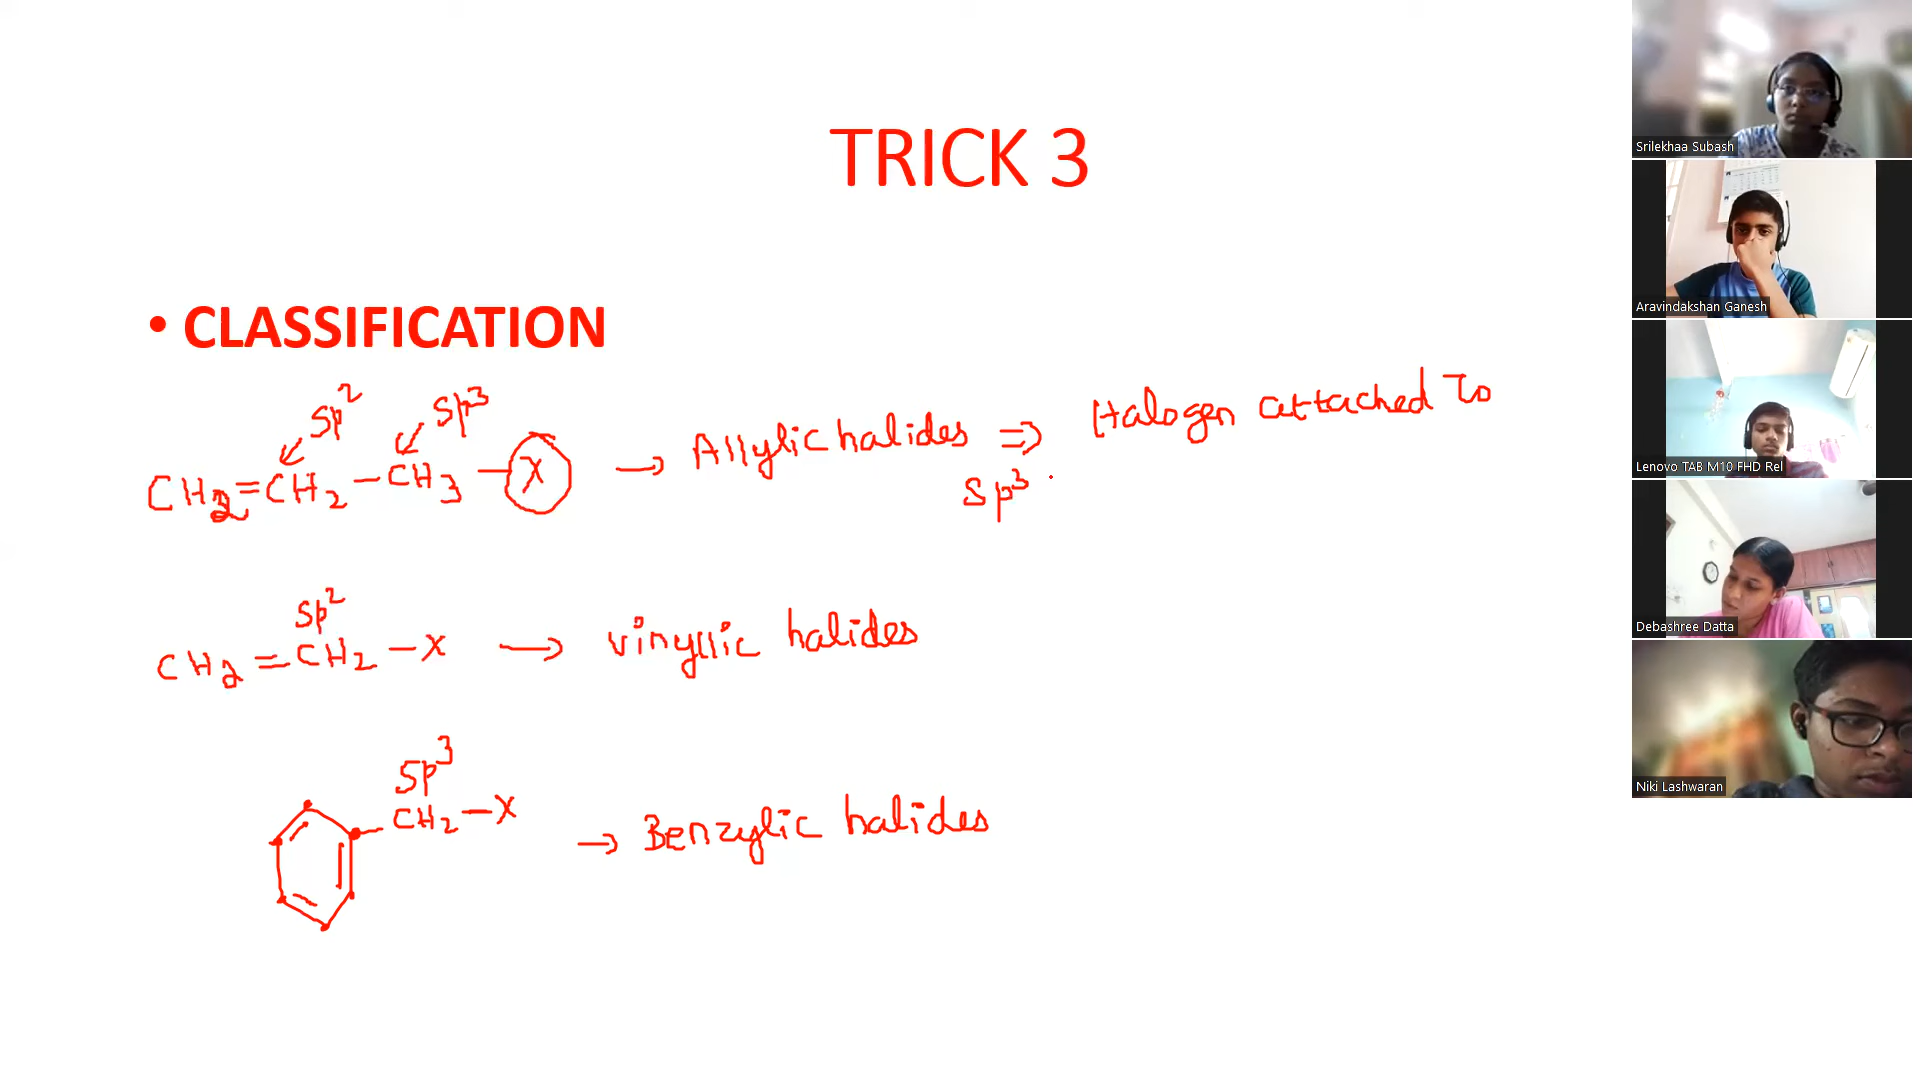 TRICK 3
• CLASSIFICATION
Sp² Sp³
CH₂=CH₂-CH₃-X → Allylic halides ⇒ Halogen attached To
Sp³
Sp²
CH₂=CH₂-X → vinyllic halides
Sp³
CH₂-X → Benzylic halides
Srilekhaa Subash
Aravindakshan Ganesh
Lenovo TAB M10 FHD Rel
Debashree Datta
Niki Lashwaran